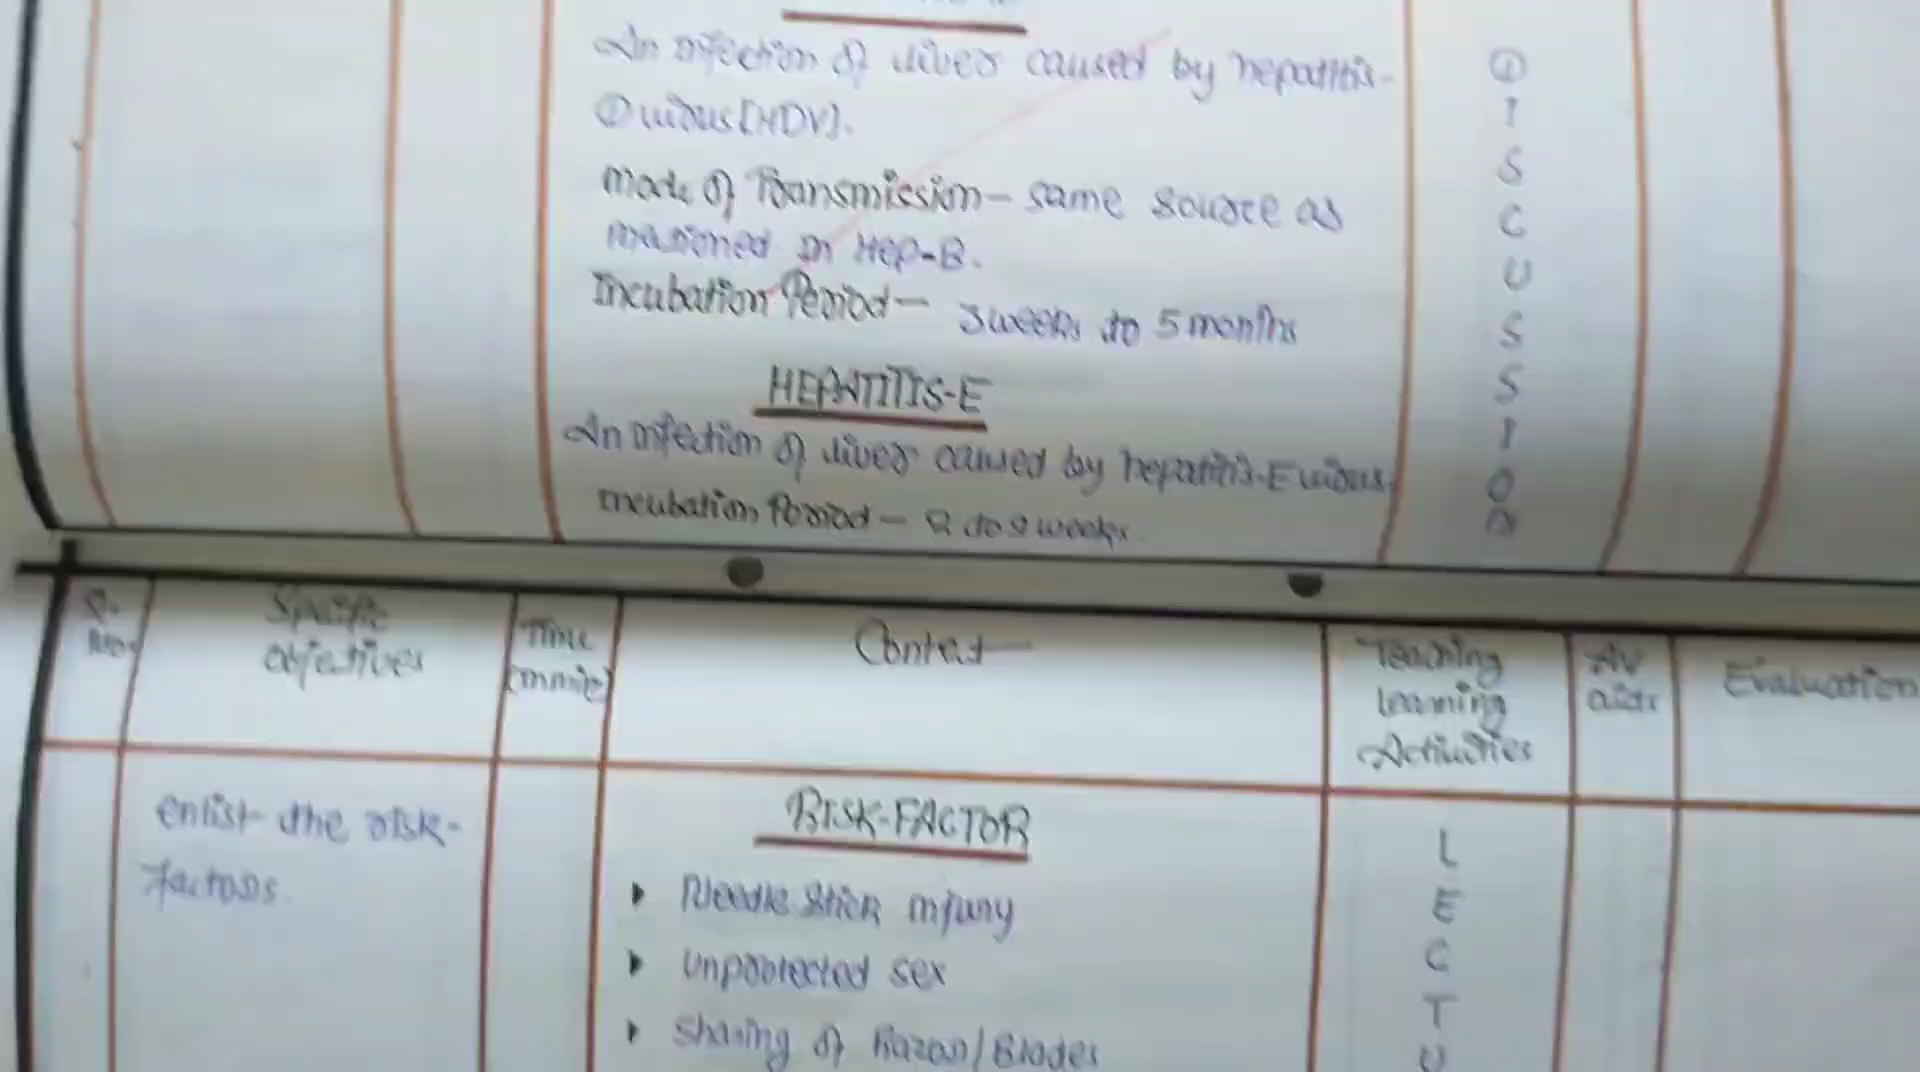 An infection of liver caused by hepatitis-
D virus [HDV].
Mode of Transmission - same source as
mentioned in Hep-B.
Incubation Period - 3 weeks to 5 months
HEPATITIS-E
An infection of liver caused by hepatitis-E virus.
Incubation Period - 2 to 9 weeks.
D
I
S
C
U
S
S
I
O
N
S.
No.
Specific
objectives
Time
Content
Teaching
Learning
Activities
AV
aids
Evaluation
enlist the risk-
factors.
RISK-FACTOR
Needle stick injury
Unprotected sex
Sharing of Razor/Blades
L
E
C
T
U